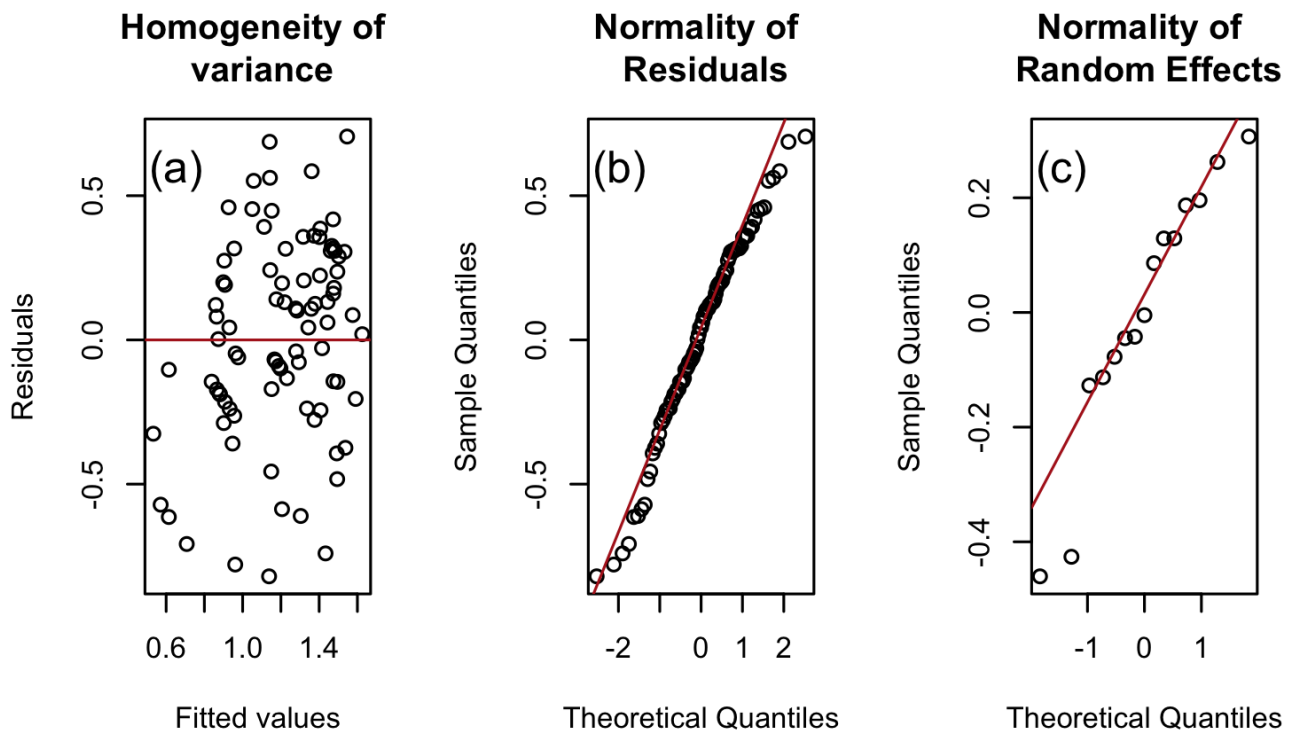 Homogeneity of
variance
(a)
Residuals
0.5
0.0
-0.5
0.6 1.0 1.4
Fitted values
Normality of
Residuals
(b)
Sample Quantiles
0.5
0.0
-0.5
-2 0 1 2
Theoretical Quantiles
Normality of
Random Effects
(c)
Sample Quantiles
0.2
0.0
-0.2
-0.4
-1 0 1
Theoretical Quantiles